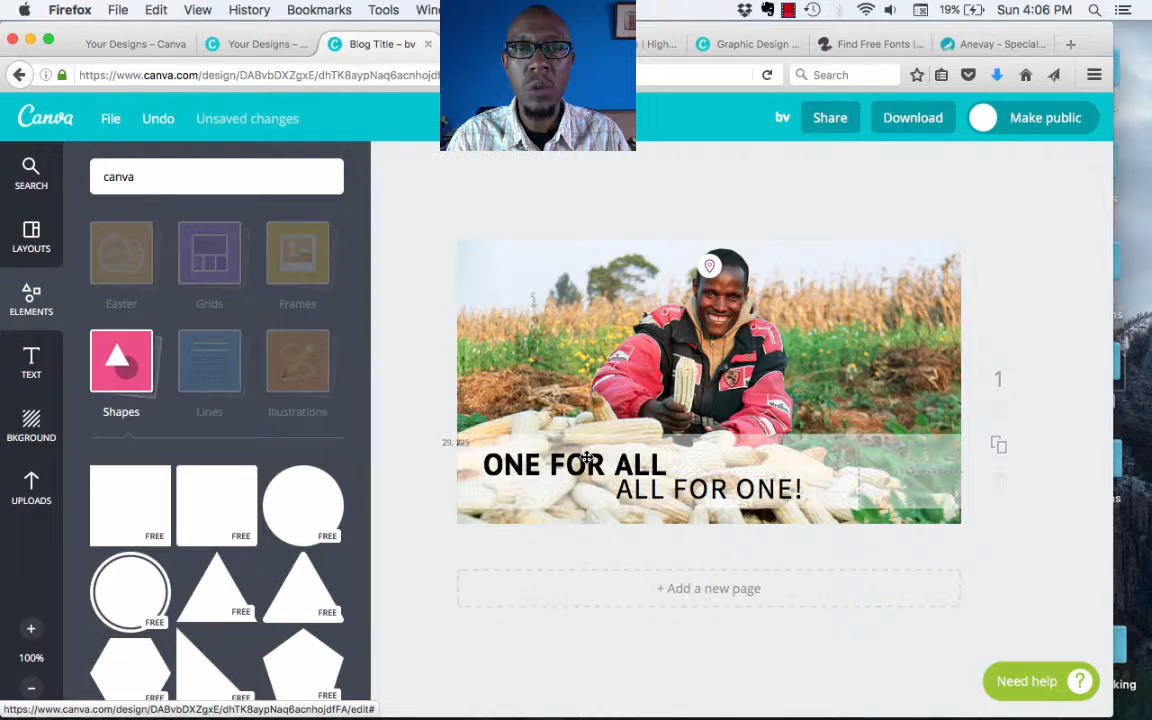 Firefox File Edit View History Bookmarks Tools 19% Sun 4:06 PM
Your Designs – Canva
Your Designs – ...
Blog Title – bv
| High...
Graphic Design ...
Find Free Fonts | ...
Anevay - Special...
https://www.canva.com/design/DABvbDXZgxE/dhTK8aypNaq6acnhojdf
Search
Canva File Undo Unsaved changes bv Share Download Make public
SEARCH
LAYOUTS
ELEMENTS
TEXT
BKGROUND
UPLOADS
100%
canva
Easter Grids Frames
Shapes Lines Illustrations
FREE FREE FREE
FREE FREE FREE
FREE FREE FREE
29, 225
ONE FOR ALL
ALL FOR ONE!
1
+ Add a new page
Need help ?
king
https://www.canva.com/design/DABvbDXZgxE/dhTK8aypNaq6acnhojdfFA/edit#